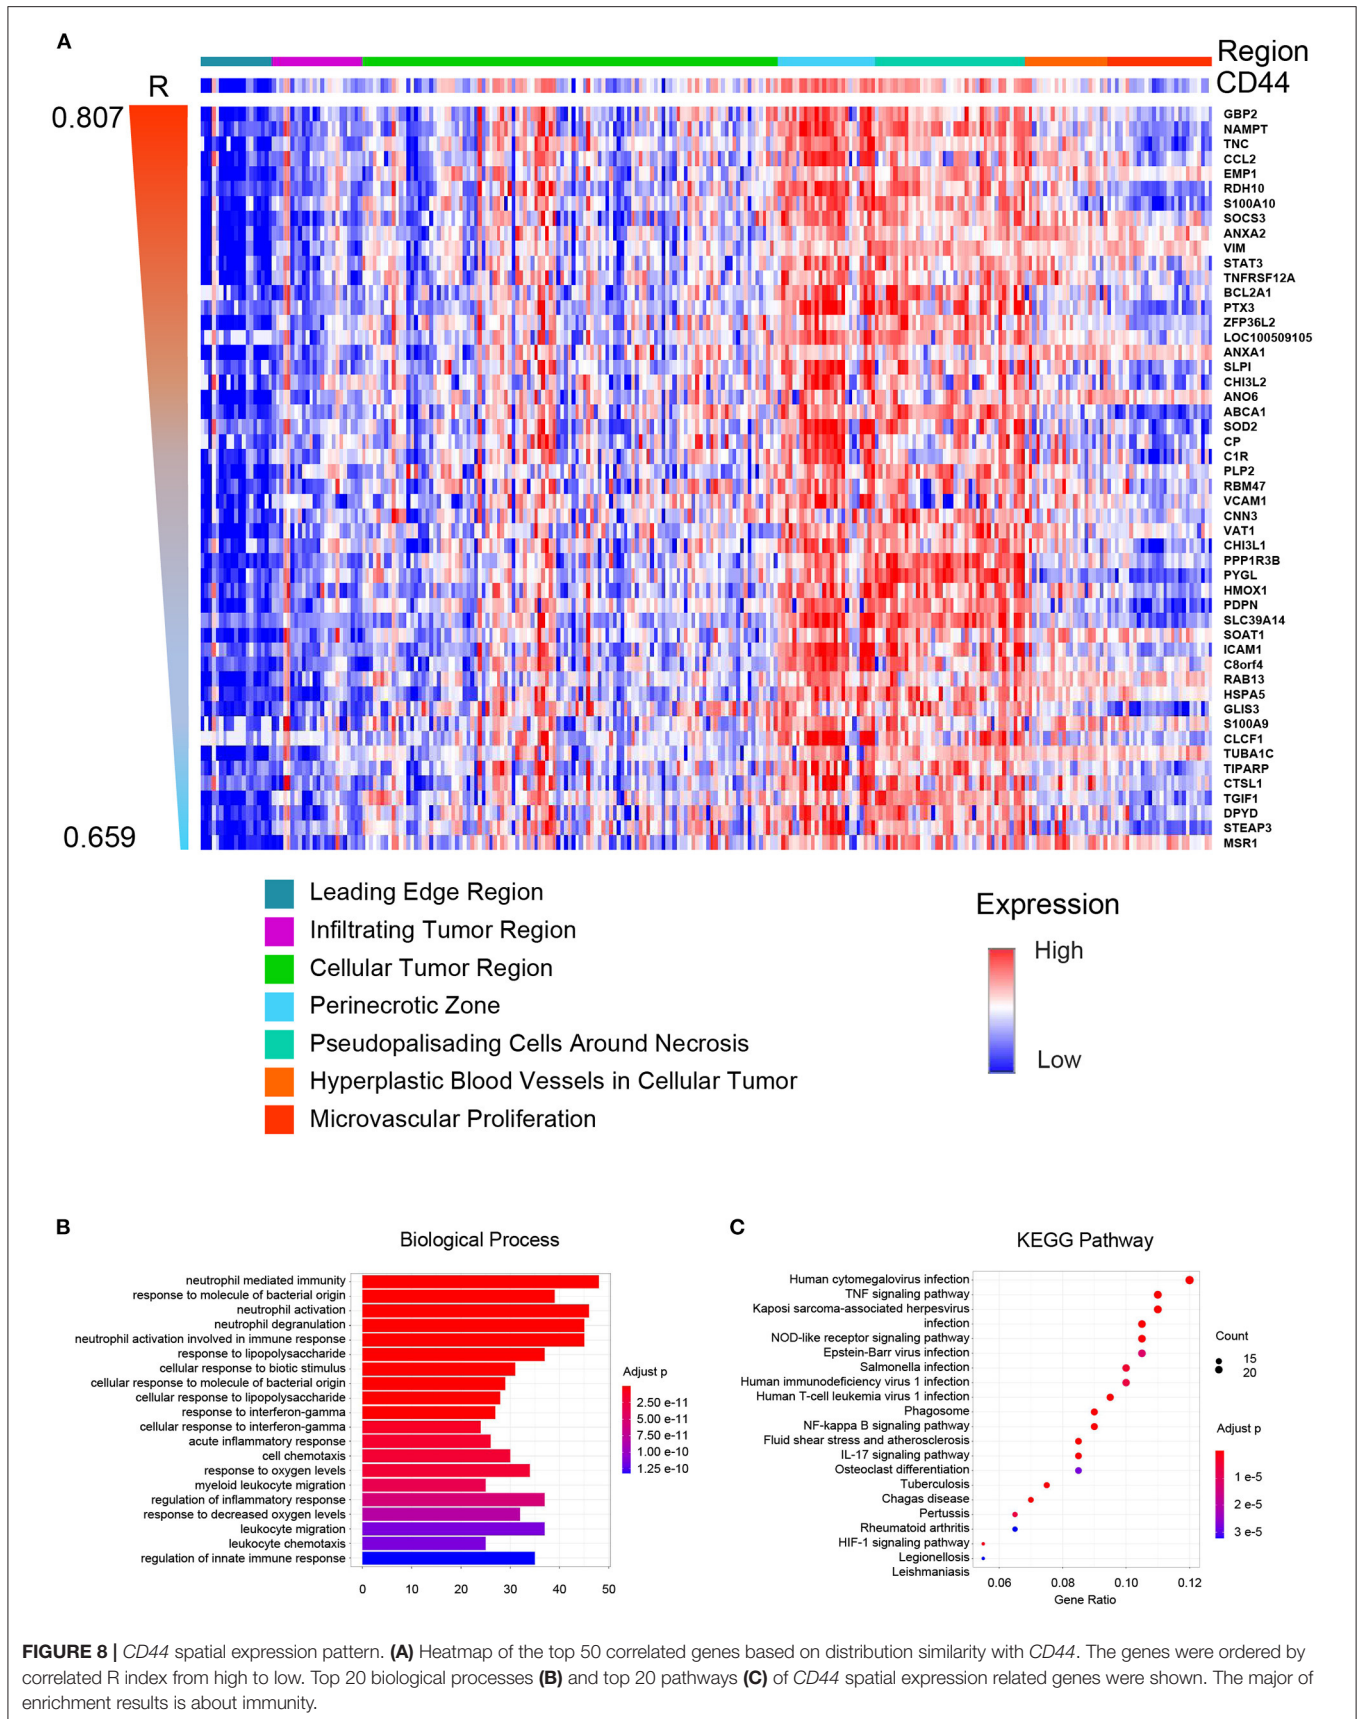 A
Region
CD44
R
0.807
0.659
GBP2
NAMPT
TNC
CCL2
EMP1
RDH10
S100A10
SOCS3
ANXA2
VIM
STAT3
TNFRSF12A
BCL2A1
PTX3
ZFP36L2
LOC100509105
ANXA1
SLPI
CHI3L2
ANO6
ABCA1
SOD2
CP
C1R
PLP2
RBM47
VCAM1
CNN3
VAT1
CHI3L1
PPP1R3B
PYGL
HMOX1
PDPN
SLC39A14
SOAT1
ICAM1
C8orf4
RAB13
HSPA5
GLIS3
S100A9
CLCF1
TUBA1C
TIPARP
CTSL1
TGIF1
DPYD
STEAP3
MSR1
Leading Edge Region
Infiltrating Tumor Region
Cellular Tumor Region
Perinecrotic Zone
Pseudopalisading Cells Around Necrosis
Hyperplastic Blood Vessels in Cellular Tumor
Microvascular Proliferation
Expression
High
Low
B
Biological Process
neutrophil mediated immunity
response to molecule of bacterial origin
neutrophil activation
neutrophil degranulation
neutrophil activation involved in immune response
response to lipopolysaccharide
cellular response to biotic stimulus
cellular response to molecule of bacterial origin
cellular response to lipopolysaccharide
response to interferon-gamma
cellular response to interferon-gamma
acute inflammatory response
cell chemotaxis
response to oxygen levels
myeloid leukocyte migration
regulation of inflammatory response
response to decreased oxygen levels
leukocyte migration
leukocyte chemotaxis
regulation of innate immune response
0 10 20 30 40 50
Adjust p
2.50 e-11
5.00 e-11
7.50 e-11
1.00 e-10
1.25 e-10
C
KEGG Pathway
Human cytomegalovirus infection
TNF signaling pathway
Kaposi sarcoma-associated herpesvirus
infection
NOD-like receptor signaling pathway
Epstein-Barr virus infection
Salmonella infection
Human immunodeficiency virus 1 infection
Human T-cell leukemia virus 1 infection
Phagosome
NF-kappa B signaling pathway
Fluid shear stress and atherosclerosis
IL-17 signaling pathway
Osteoclast differentiation
Tuberculosis
Chagas disease
Pertussis
Rheumatoid arthritis
HIF-1 signaling pathway
Legionellosis
Leishmaniasis
0.06 0.08 0.10 0.12
Gene Ratio
Count
15
20
Adjust p
1 e-5
2 e-5
3 e-5
FIGURE 8 | CD44 spatial expression pattern. (A) Heatmap of the top 50 correlated genes based on distribution similarity with CD44. The genes were ordered by
correlated R index from high to low. Top 20 biological processes (B) and top 20 pathways (C) of CD44 spatial expression related genes were shown. The major of
enrichment results is about immunity.